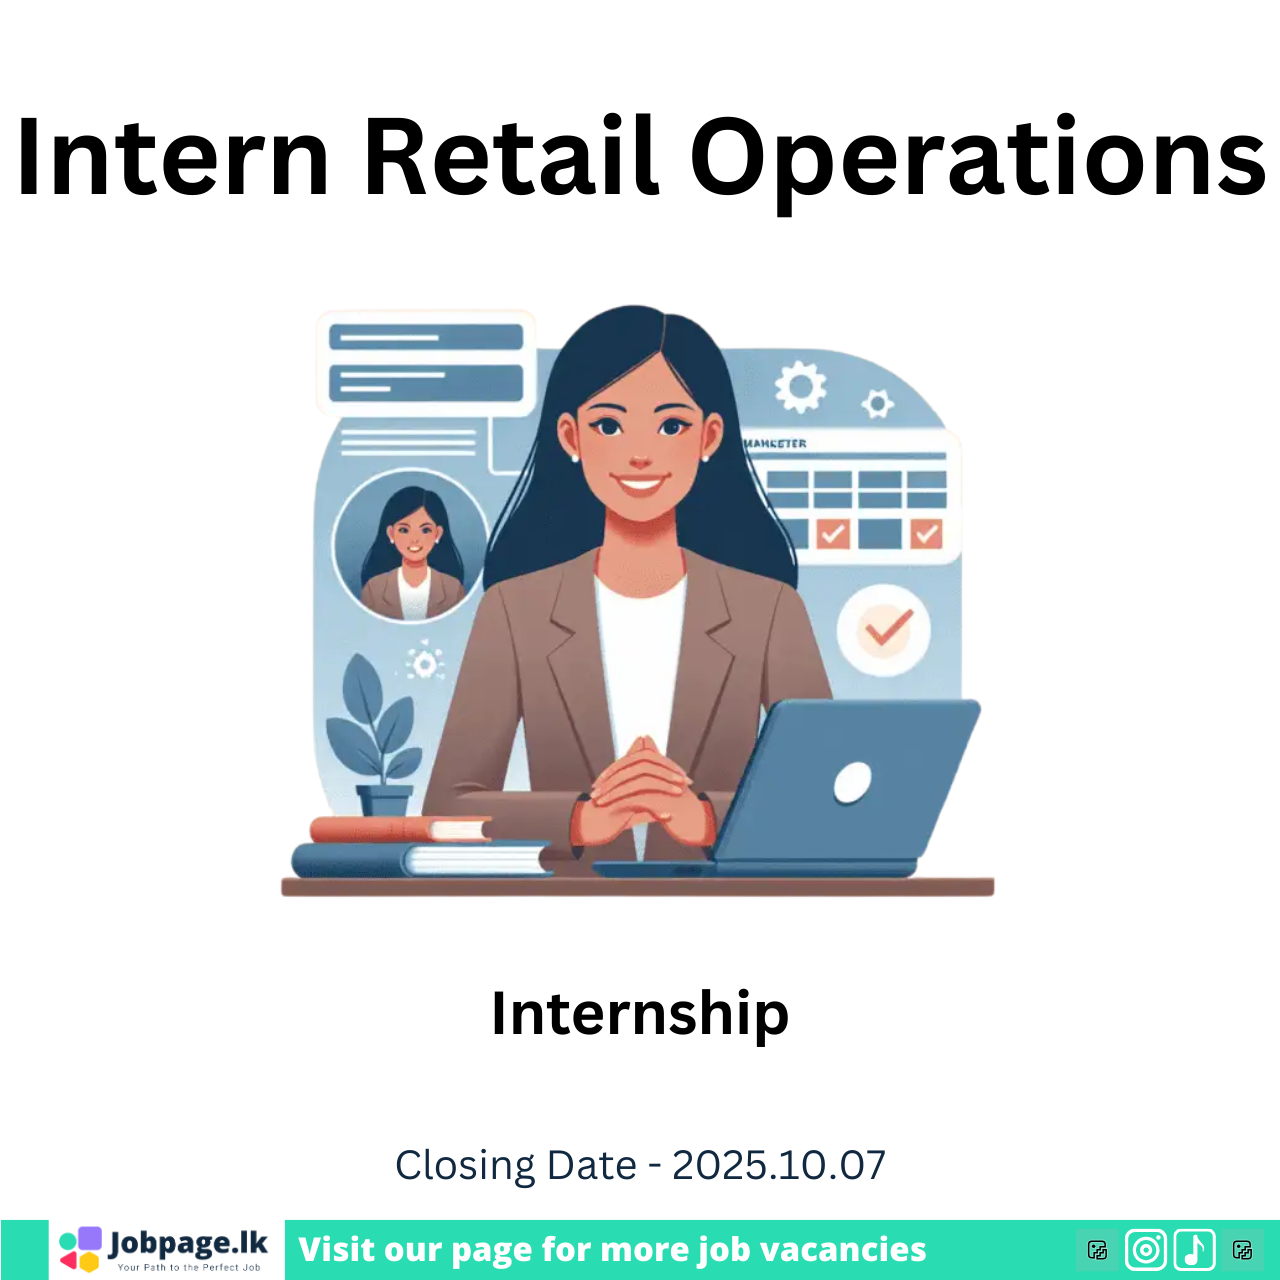 Intern Retail Operations
MARKETER
Internship
Closing Date - 2025.10.07
Jobpage.lk
Your Path to the Perfect Job
Visit our page for more job vacancies